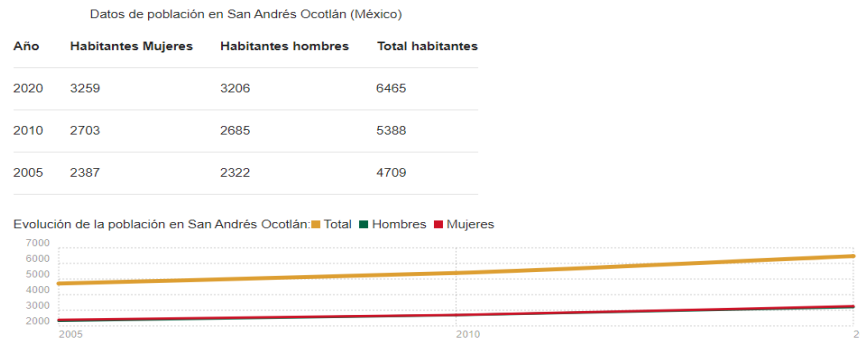 Datos de población en San Andrés Ocotlán (México)
Año Habitantes Mujeres Habitantes hombres Total habitantes
2020 3259 3206 6465
2010 2703 2685 5388
2005 2387 2322 4709
Evolución de la población en San Andrés Ocotlán: Total Hombres Mujeres
7000
6000
5000
4000
3000
2000
2005 2010 2